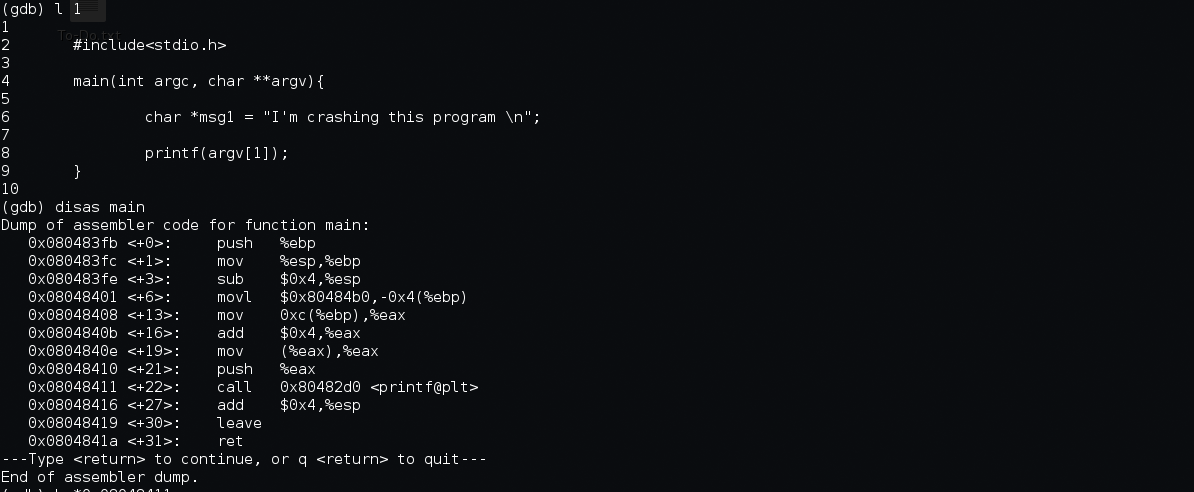 (gdb) l 1
1
To-Do.txt
2       #include<stdio.h>
3
4       main(int argc, char **argv){
5
6               char *msg1 = "I'm crashing this program \n";
7
8               printf(argv[1]);
9       }
10
(gdb) disas main
Dump of assembler code for function main:
   0x080483fb <+0>:     push   %ebp
   0x080483fc <+1>:     mov    %esp,%ebp
   0x080483fe <+3>:     sub    $0x4,%esp
   0x08048401 <+6>:     movl   $0x80484b0,-0x4(%ebp)
   0x08048408 <+13>:    mov    0xc(%ebp),%eax
   0x0804840b <+16>:    add    $0x4,%eax
   0x0804840e <+19>:    mov    (%eax),%eax
   0x08048410 <+21>:    push   %eax
   0x08048411 <+22>:    call   0x80482d0 <printf@plt>
   0x08048416 <+27>:    add    $0x4,%esp
   0x08048419 <+30>:    leave
   0x0804841a <+31>:    ret
---Type <return> to continue, or q <return> to quit---
End of assembler dump.
(gdb) b *0x08048411